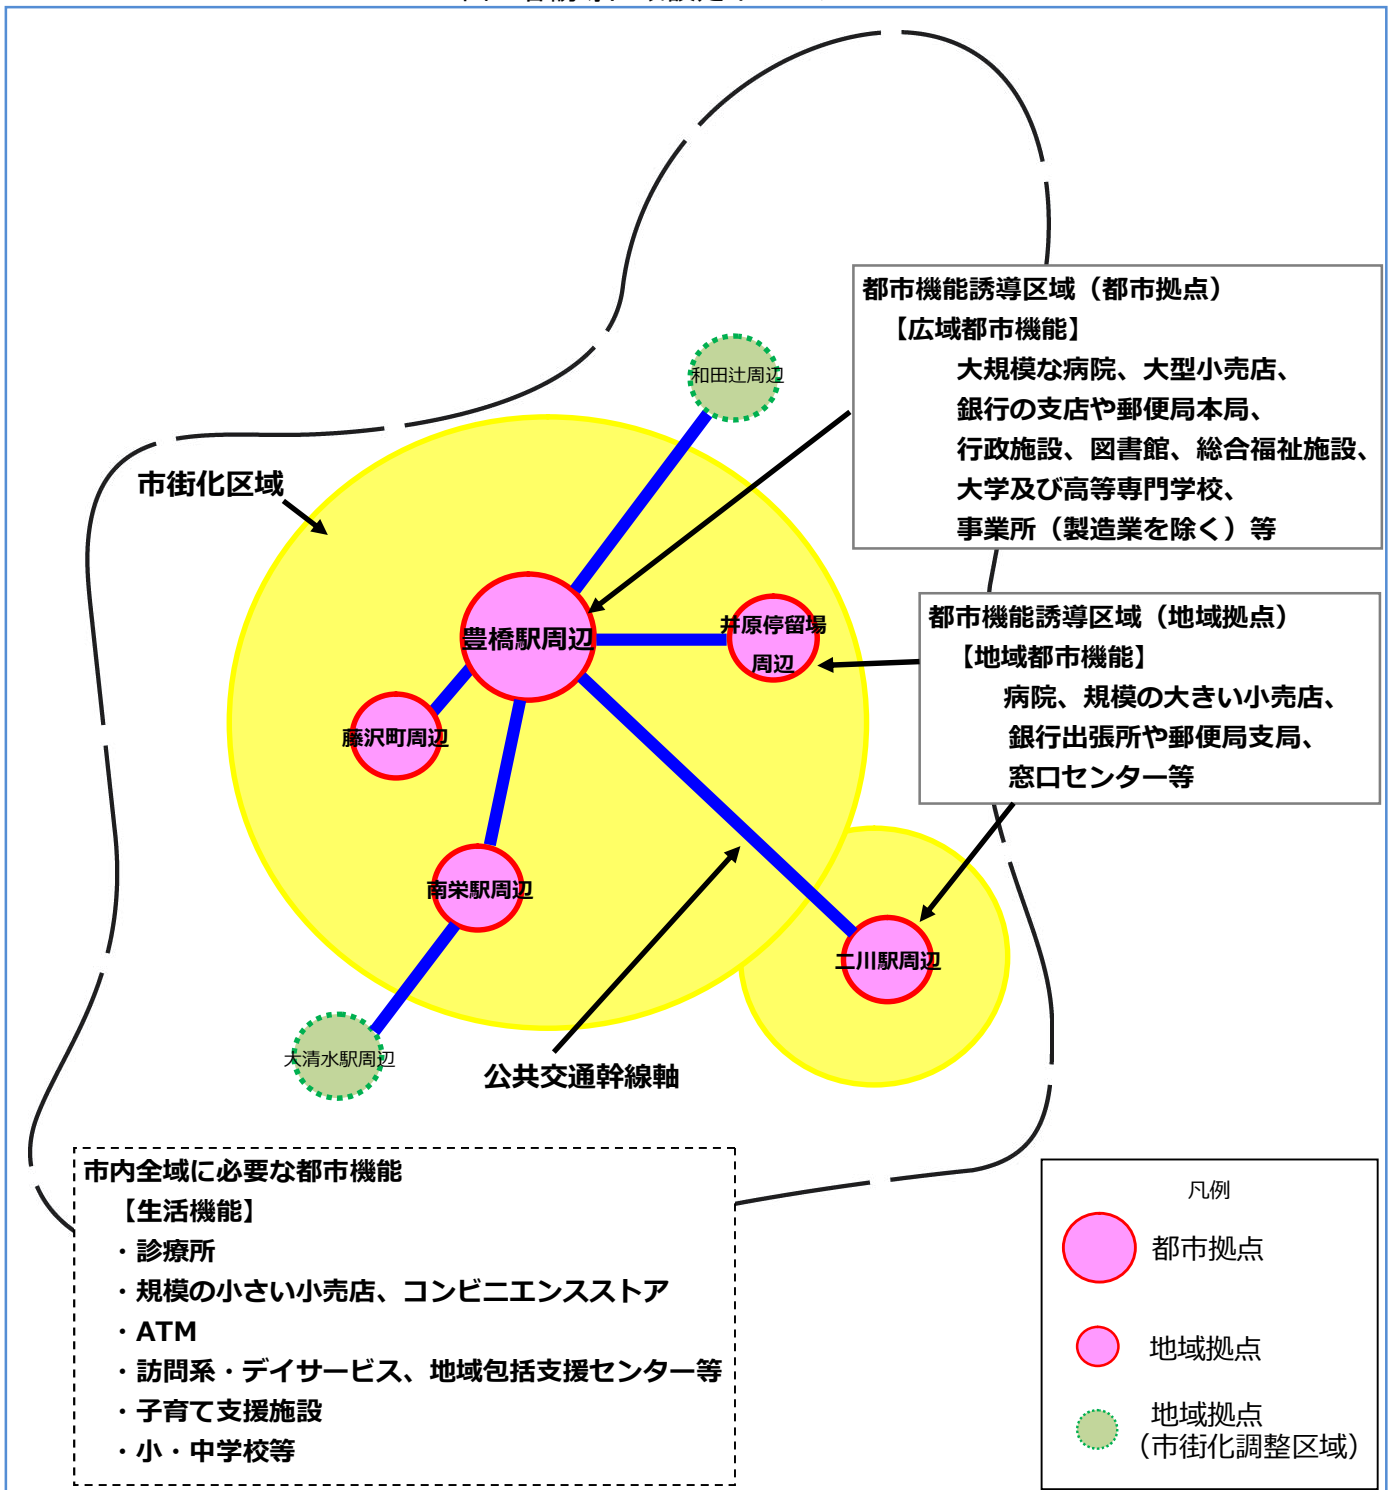 和田辻周辺
市街化区域
豊橋駅周辺
井原停留場
周辺
藤沢町周辺
南栄駅周辺
二川駅周辺
大清水駅周辺
公共交通幹線軸
都市機能誘導区域（都市拠点）
【広域都市機能】
大規模な病院、大型小売店、
銀行の支店や郵便局本局、
行政施設、図書館、総合福祉施設、
大学及び高等専門学校、
事業所（製造業を除く）等
都市機能誘導区域（地域拠点）
【地域都市機能】
病院、規模の大きい小売店、
銀行出張所や郵便局支局、
窓口センター等
市内全域に必要な都市機能
【生活機能】
・診療所
・規模の小さい小売店、コンビニエンスストア
・ATM
・訪問系・デイサービス、地域包括支援センター等
・子育て支援施設
・小・中学校等
凡例
都市拠点
地域拠点
地域拠点
（市街化調整区域）